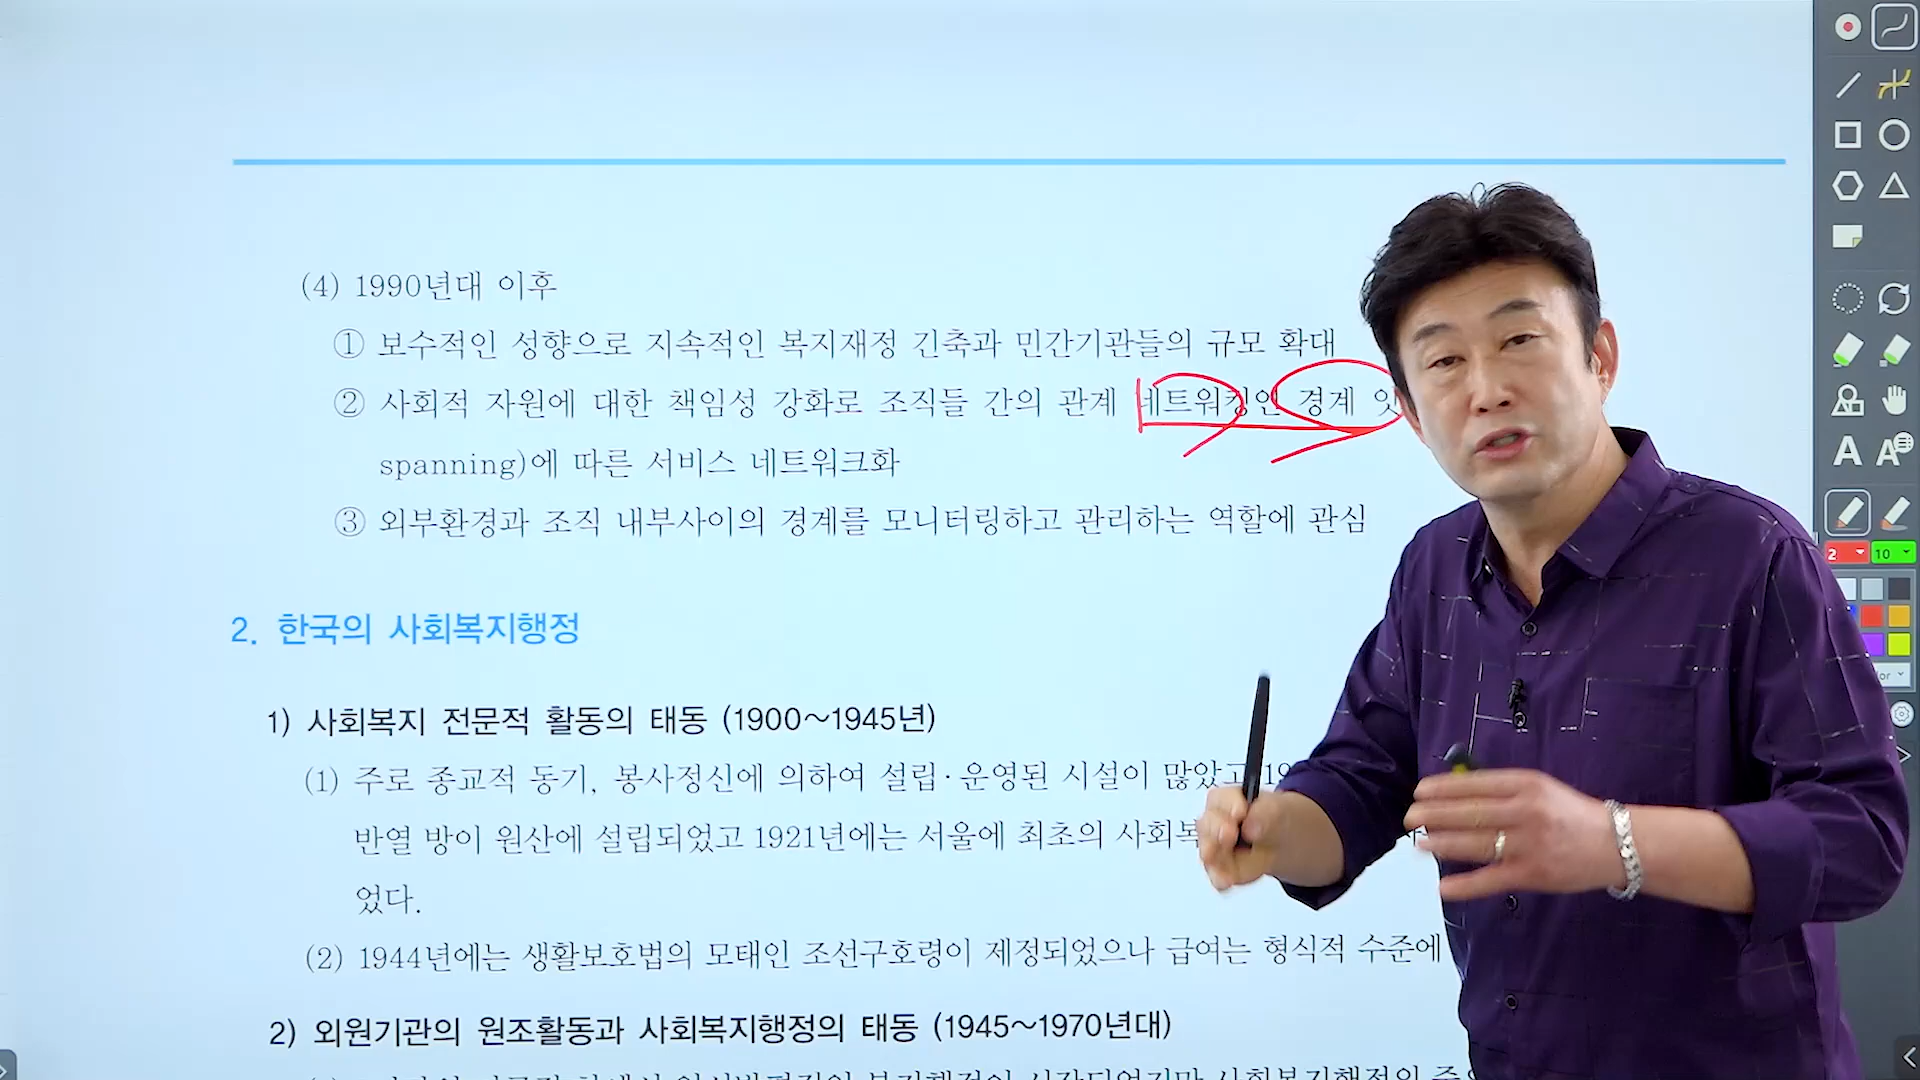 (4) 1990년대 이후
① 보수적인 성향으로 지속적인 복지재정 긴축과 민간기관들의 규모 확대
② 사회적 자원에 대한 책임성 강화로 조직들 간의 관계 네트워킹인 경계 잇
spanning)에 따른 서비스 네트워크화
③ 외부환경과 조직 내부사이의 경계를 모니터링하고 관리하는 역할에 관심
2. 한국의 사회복지행정
1) 사회복지 전문적 활동의 태동 (1900～1945년)
(1) 주로 종교적 동기, 봉사정신에 의하여 설립·운영된 시설이 많았고
반열 방이 원산에 설립되었고 1921년에는 서울에 최초의
었다.
(2) 1944년에는 생활보호법의 모태인 조선구호령이 제정되었으나 급여는 형식적 수준에
2) 외원기관의 원조활동과 사회복지행정의 태동 (1945～1970년대)
A A
2 10